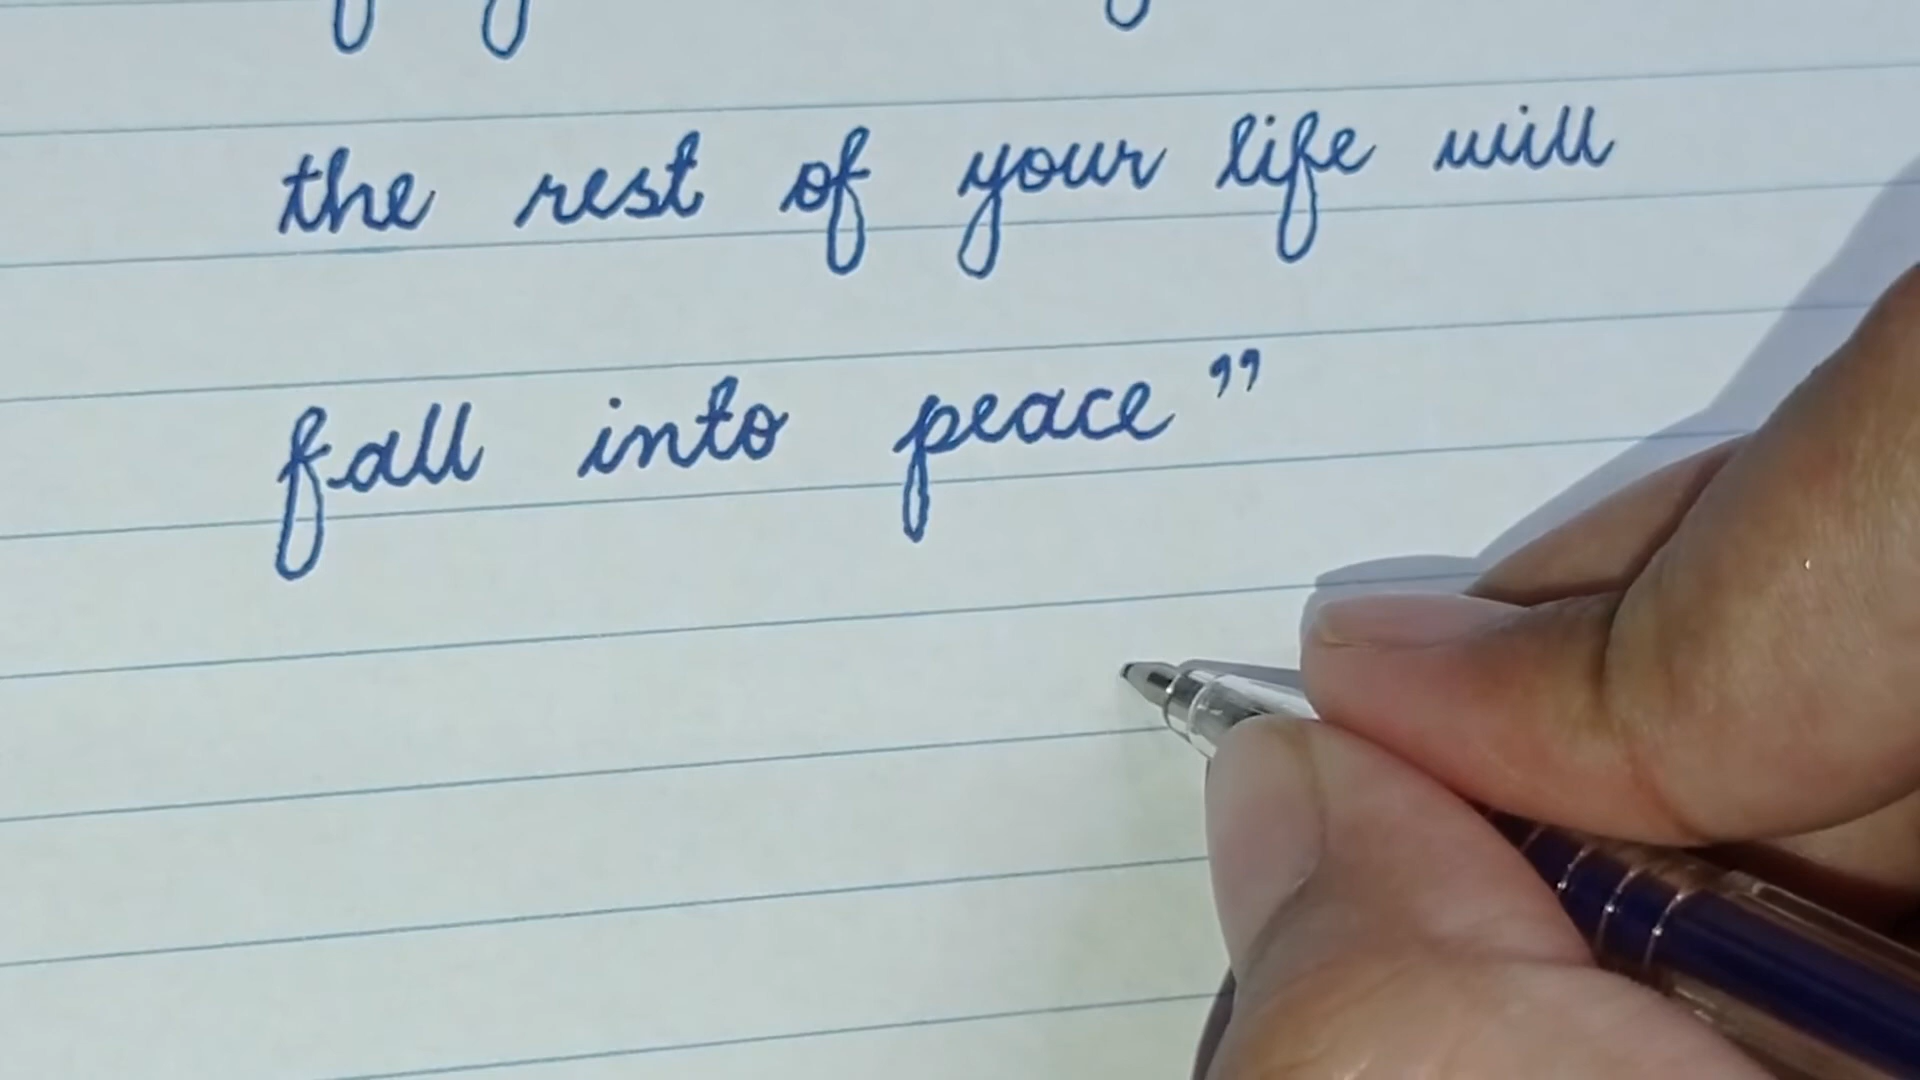 the rest of your life will
fall into peace”